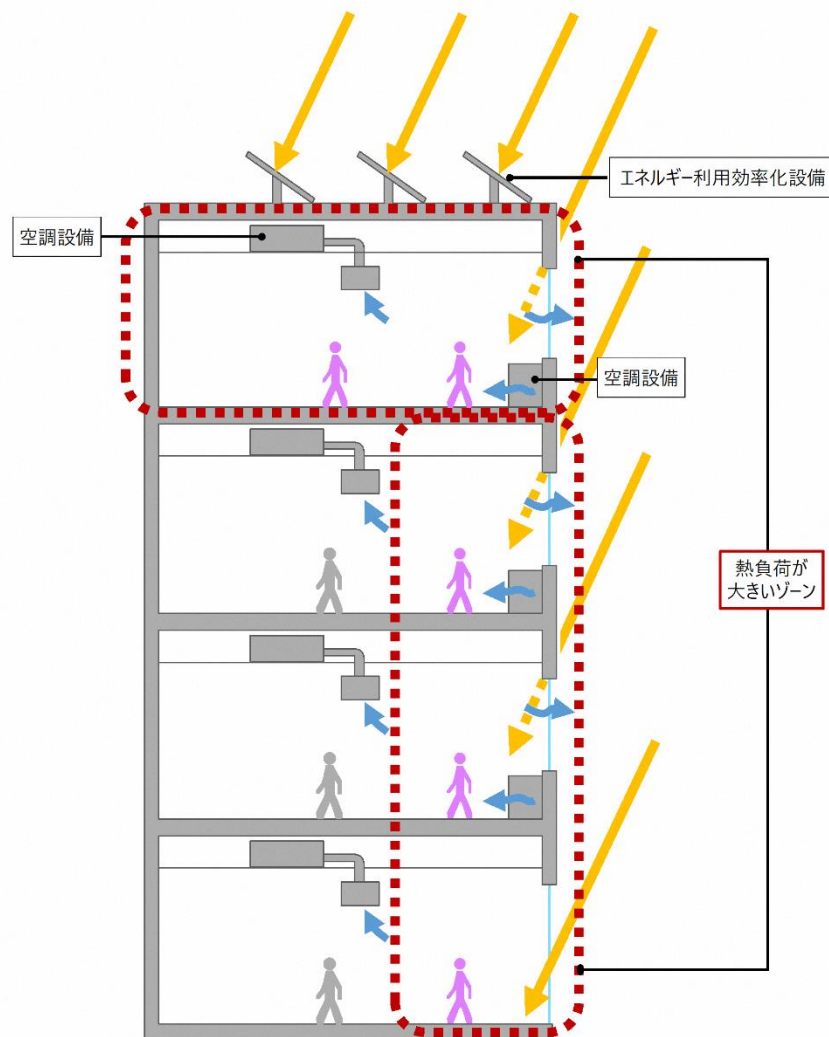 エネルギー利用効率化設備
空調設備
空調設備
熱負荷が
大きいゾーン